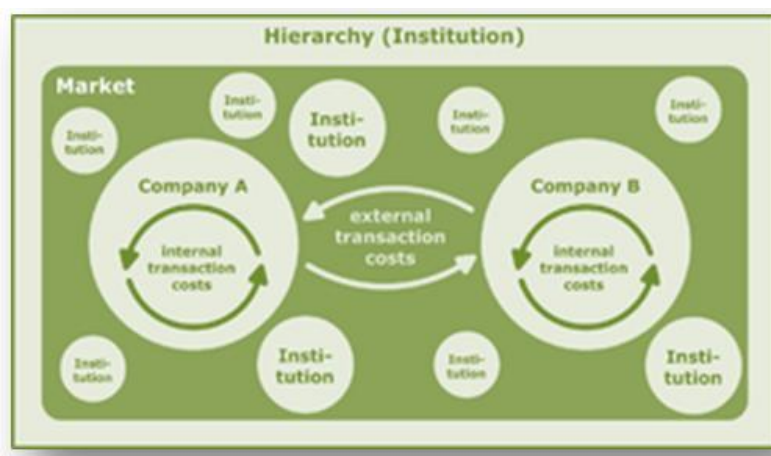 Hierarchy (Institution)
Market
Insti-
tution
Insti-
tution
Insti-
tution
Insti-
tution
Insti-
tution
Company A
internal
transaction
costs
external
transaction
costs
Company B
internal
transaction
costs
Insti-
tution
Insti-
tution
Insti-
tution
Insti-
tution